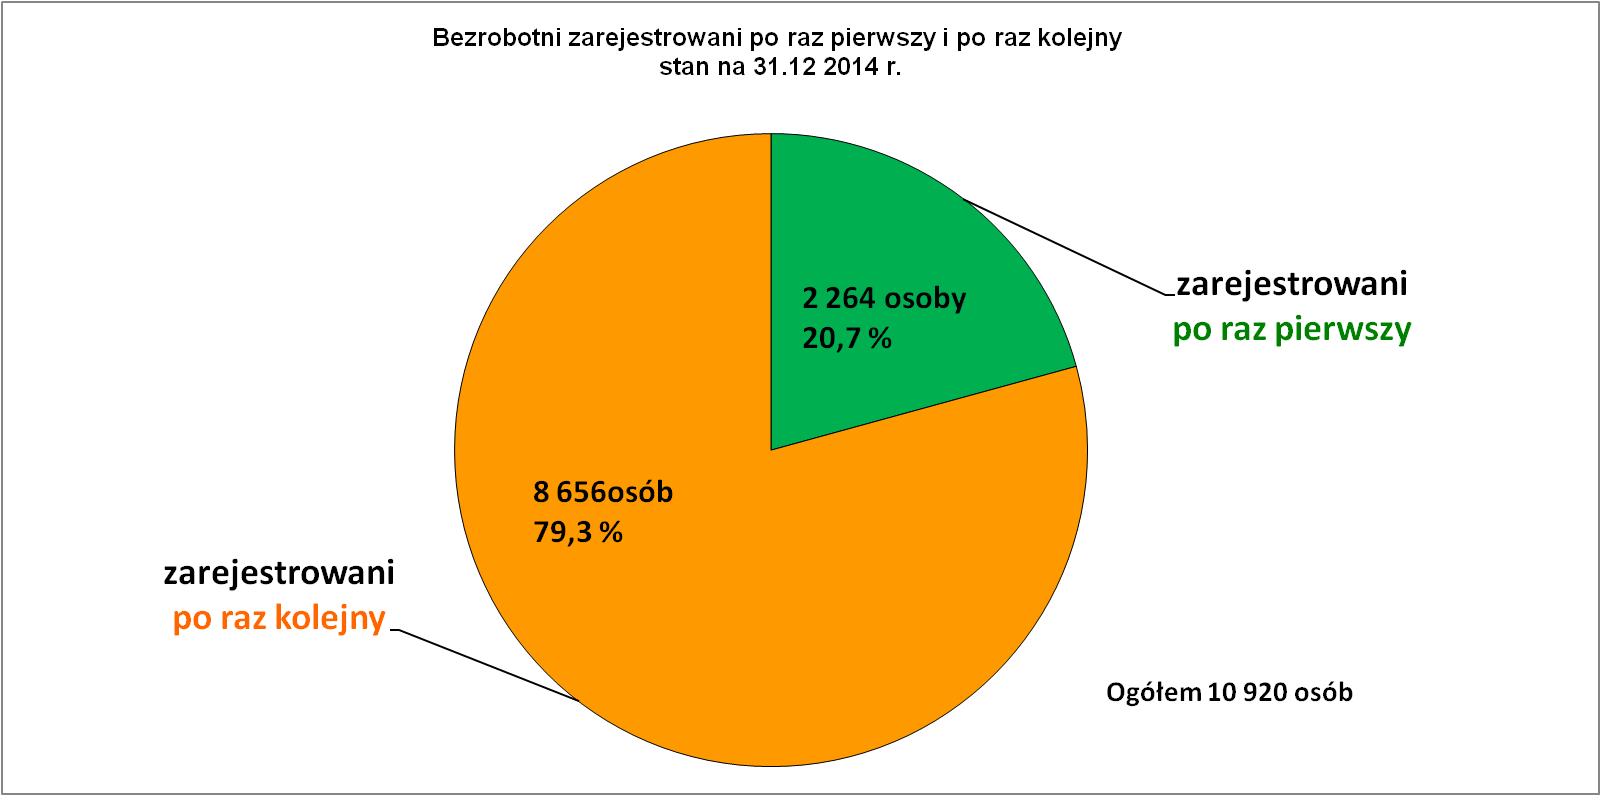 Bezrobotni zarejestrowani po raz pierwszy i po raz kolejny
stan na 31.12 2014 r.
zarejestrowani
po raz pierwszy
2 264 osoby
20,7 %
8 656osób
79,3 %
zarejestrowani
po raz kolejny
Ogółem 10 920 osób